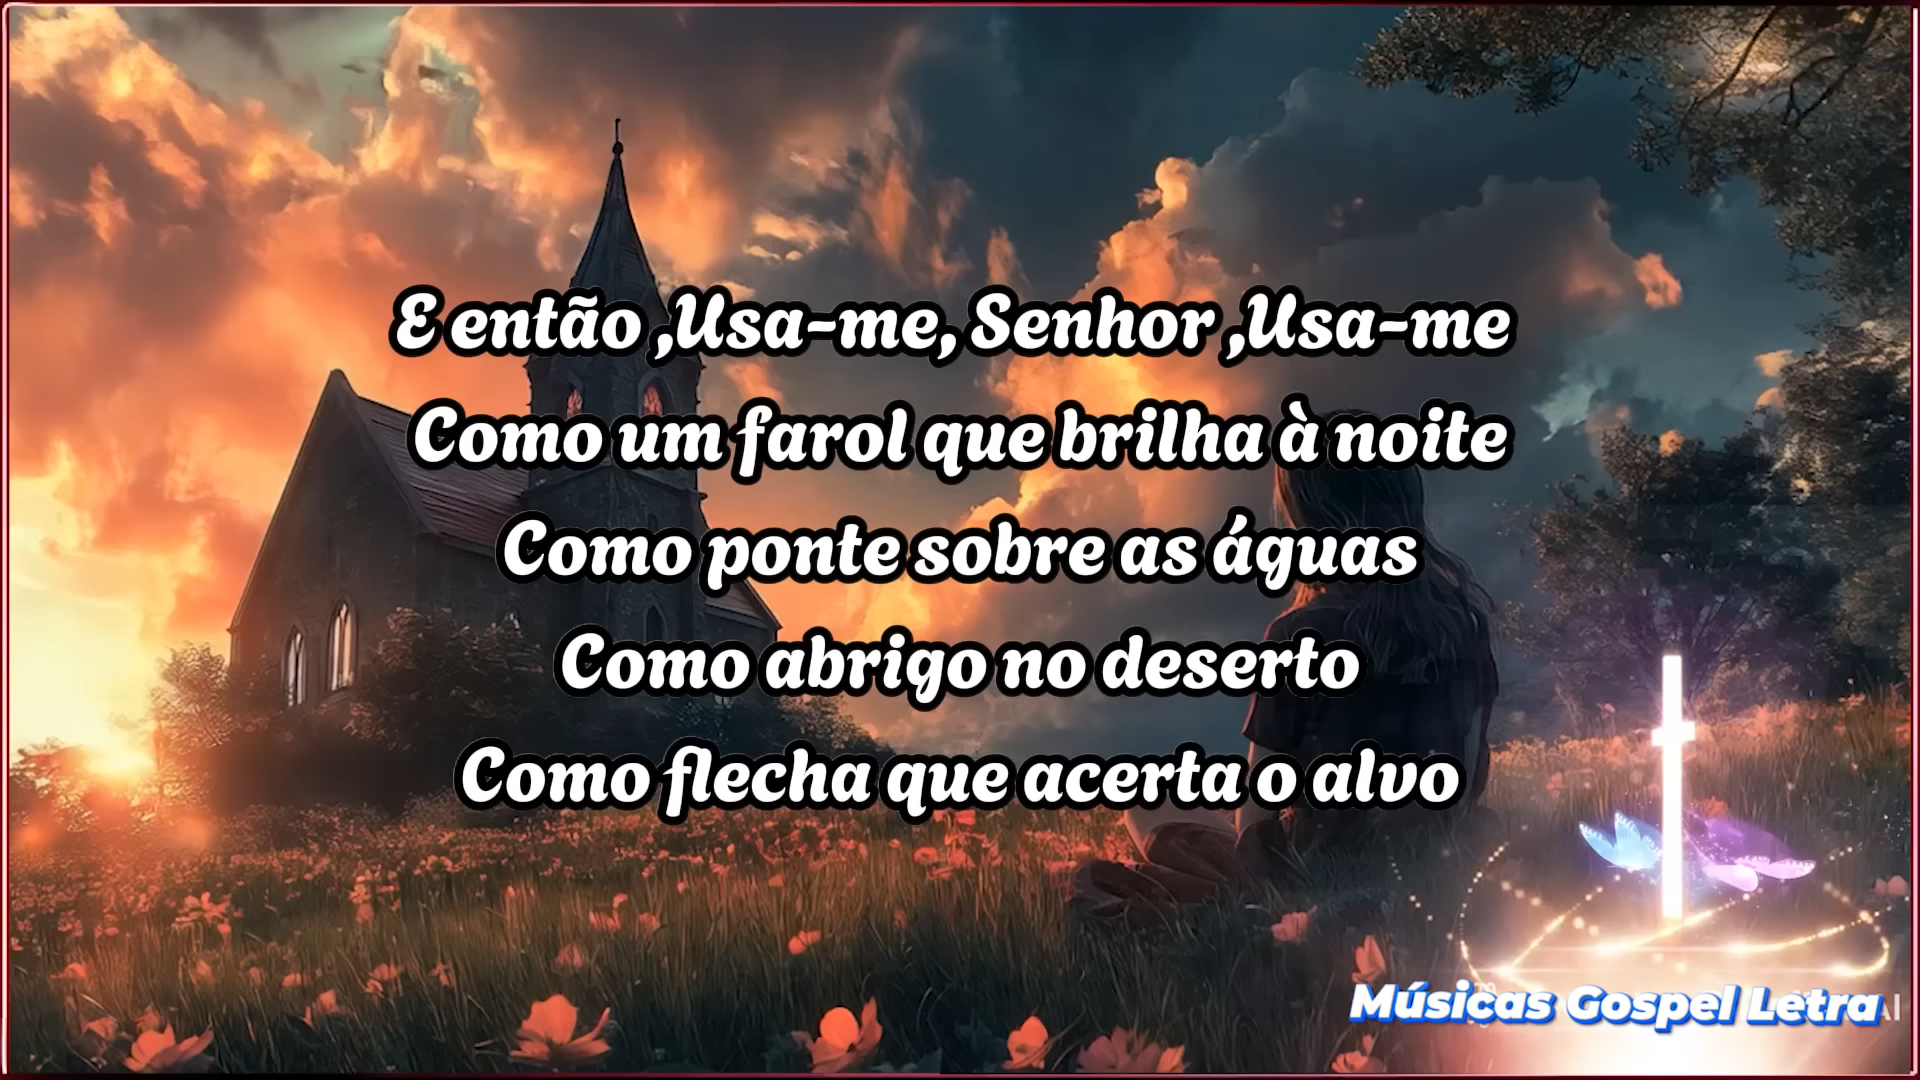 E então ,Usa-me, Senhor ,Usa-me
Como um farol que brilha à noite
Como ponte sobre as águas
Como abrigo no deserto
Como flecha que acerta o alvo
Músicas Gospel Letra
AI